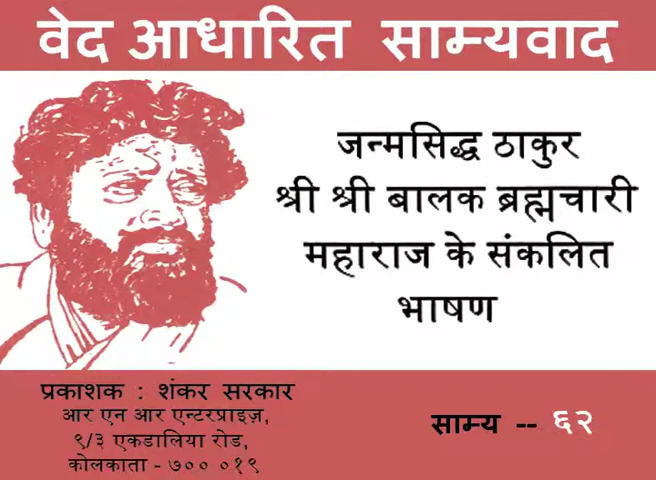 वेद आधारित साम्यवाद
जन्मसिद्ध ठाकुर
श्री श्री बालक ब्रह्मचारी
महाराज के संकलित
भाषण
प्रकाशक : शंकर सरकार
आर एन आर एन्टरप्राइज़,
९/३ एकडालिया रोड,
कोलकाता - ७०० ०१९
साम्य -- ६२